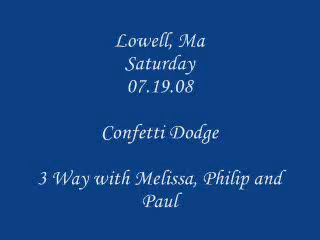 Lowell, Ma
Saturday
07.19.08
Confetti Dodge
3 Way with Melissa, Philip and
Paul